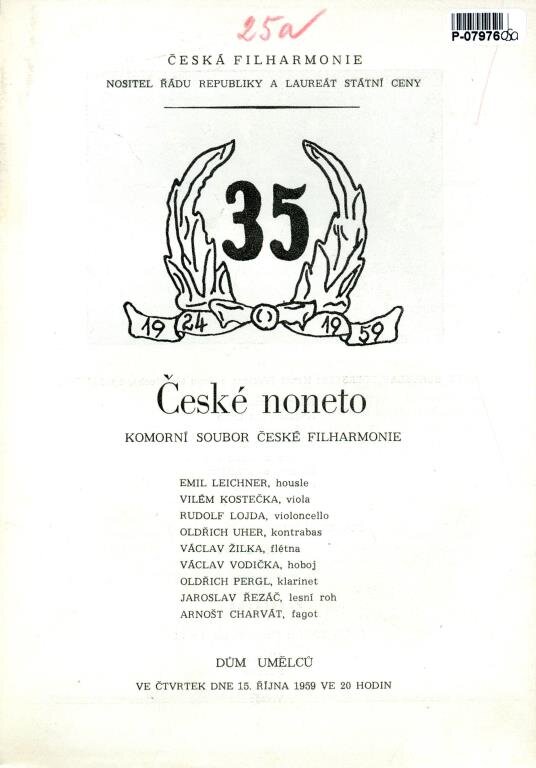 25a
P-07976
ČESKÁ FILHARMONIE
NOSITEL ŘÁDU REPUBLIKY A LAUREÁT STÁTNÍ CENY
35
1924 1959
České noneto
KOMORNÍ SOUBOR ČESKÉ FILHARMONIE
EMIL LEICHNER, housle
VILÉM KOSTEČKA, viola
RUDOLF LOJDA, violoncello
OLDŘICH UHER, kontrabas
VÁCLAV ŽILKA, flétna
VÁCLAV VODIČKA, hoboj
OLDŘICH PERGL, klarinet
JAROSLAV ŘEZÁČ, lesní roh
ARNOŠT CHARVÁT, fagot
DŮM UMĚLCŮ
VE ČTVRTEK DNE 15. ŘÍJNA 1959 VE 20 HODIN